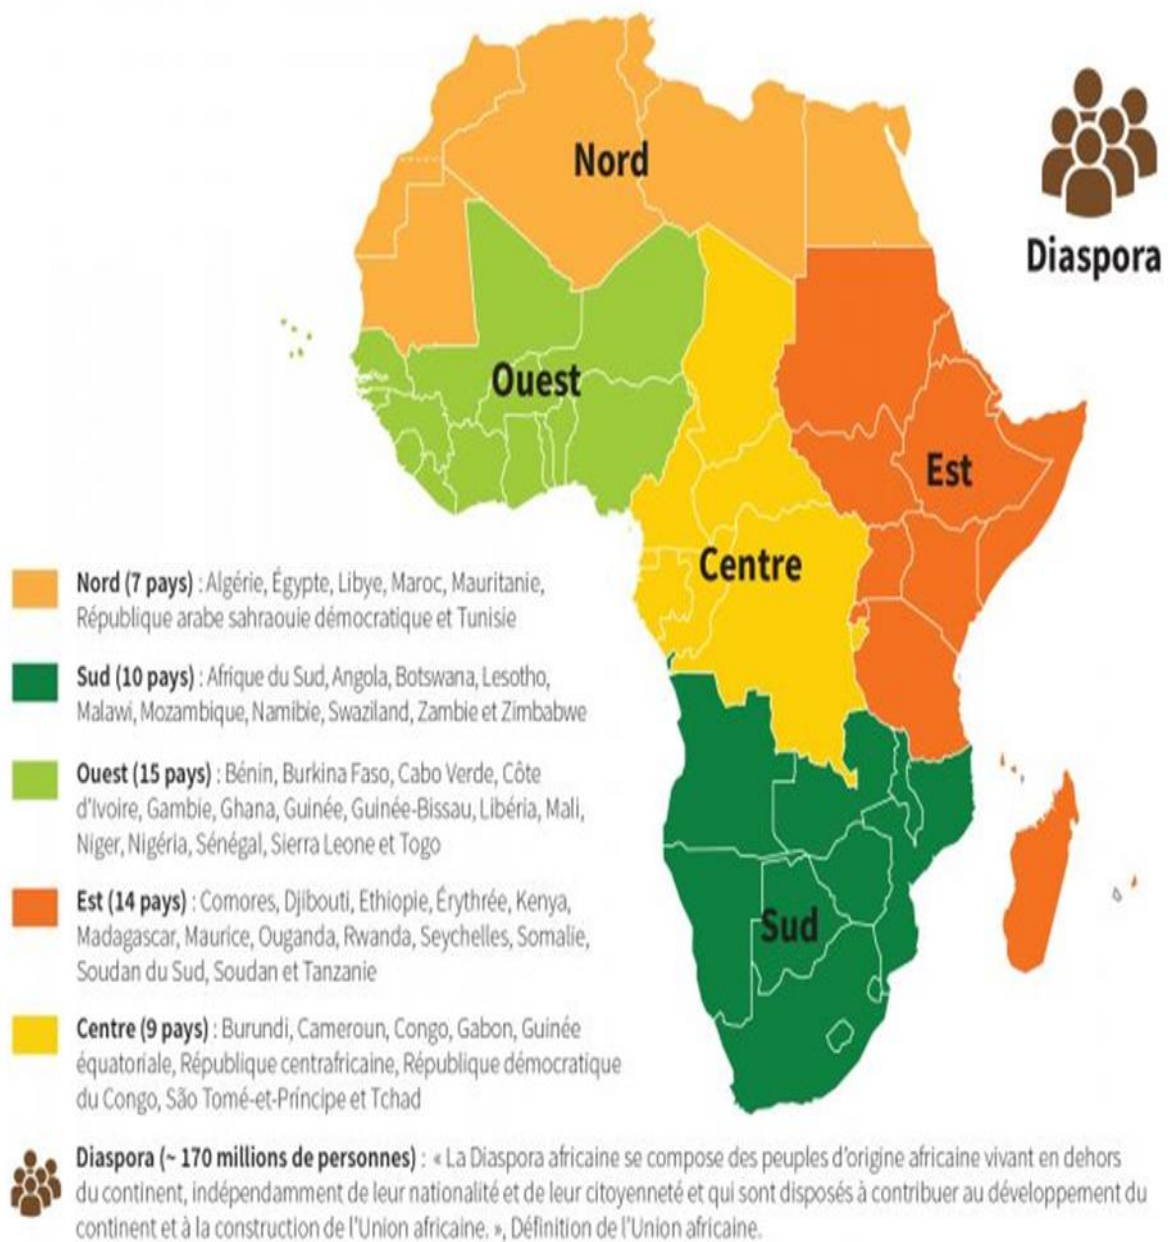 Nord
Diaspora
Ouest
Est
Centre
Sud
Nord (7 pays) : Algérie, Égypte, Libye, Maroc, Mauritanie,
République arabe sahraouie démocratique et Tunisie
Sud (10 pays) : Afrique du Sud, Angola, Botswana, Lesotho,
Malawi, Mozambique, Namibie, Swaziland, Zambie et Zimbabwe
Ouest (15 pays) : Bénin, Burkina Faso, Cabo Verde, Côte
d'Ivoire, Gambie, Ghana, Guinée, Guinée-Bissau, Libéria, Mali,
Niger, Nigéria, Sénégal, Sierra Leone et Togo
Est (14 pays) : Comores, Djibouti, Ethiopie, Érythrée, Kenya,
Madagascar, Maurice, Ouganda, Rwanda, Seychelles, Somalie,
Soudan du Sud, Soudan et Tanzanie
Centre (9 pays) : Burundi, Cameroun, Congo, Gabon, Guinée
équatoriale, République centrafricaine, République démocratique
du Congo, São Tomé-et-Príncipe et Tchad
Diaspora (~ 170 millions de personnes) : « La Diaspora africaine se compose des peuples d'origine africaine vivant en dehors
du continent, indépendamment de leur nationalité et de leur citoyenneté et qui sont disposés à contribuer au développement du
continent et à la construction de l'Union africaine. », Définition de l'Union africaine.